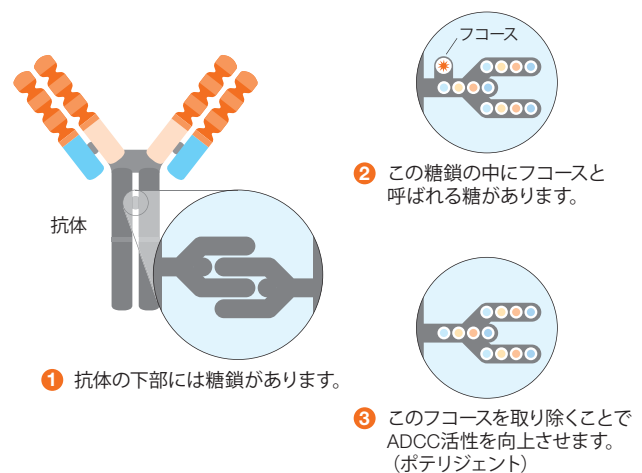 抗体
❶ 抗体の下部には糖鎖があります。
フコース
❷ この糖鎖の中にフコースと
呼ばれる糖があります。
❸ このフコースを取り除くことで
ADCC活性を向上させます。
（ポテリジェント）